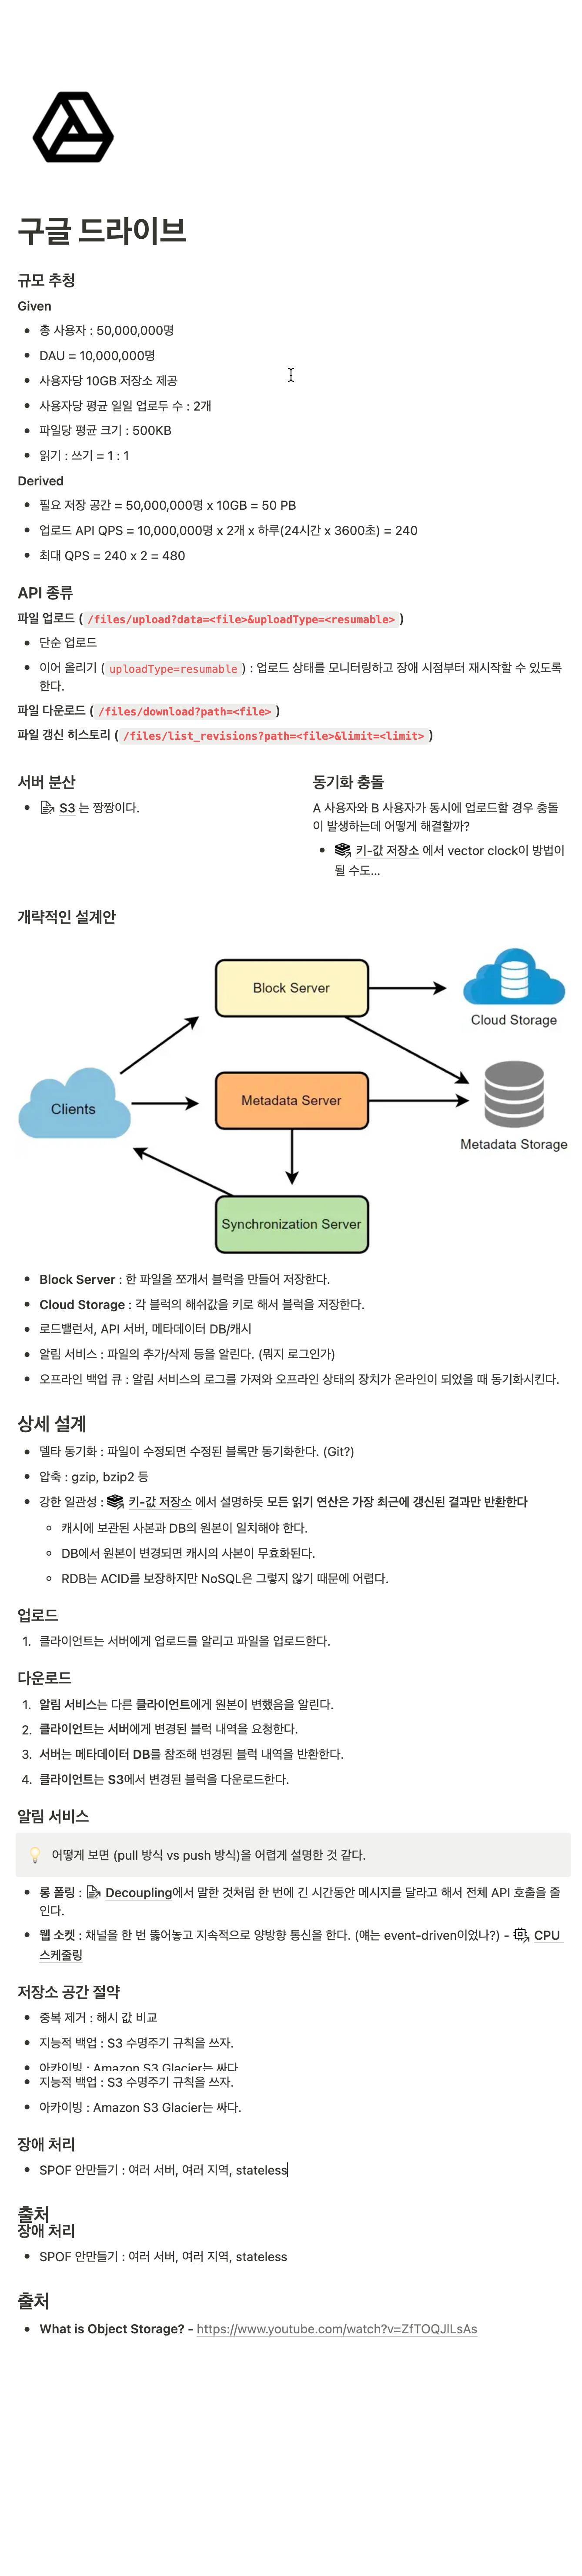 구글 드라이브
규모 추청
Given
총 사용자 : 50,000,000명
DAU = 10,000,000명
사용자당 10GB 저장소 제공
사용자당 평균 일일 업로두 수 : 2개
파일당 평균 크기 : 500KB
읽기 : 쓰기 = 1 : 1
Derived
필요 저장 공간 = 50,000,000명 x 10GB = 50 PB
업로드 API QPS = 10,000,000명 x 2개 x 하루(24시간 x 3600초) = 240
최대 QPS = 240 x 2 = 480
API 종류
파일 업로드 ( /files/upload?data=<file>&uploadType=<resumable> )
단순 업로드
이어 올리기 ( uploadType=resumable ) : 업로드 상태를 모니터링하고 장애 시점부터 재시작할 수 있도록
한다.
파일 다운로드 ( /files/download?path=<file> )
파일 갱신 히스토리 ( /files/list_revisions?path=<file>&limit=<limit> )
서버 분산
S3 는 짱짱이다.
동기화 충돌
A 사용자와 B 사용자가 동시에 업로드할 경우 충돌
이 발생하는데 어떻게 해결할까?
키-값 저장소 에서 vector clock이 방법이
될 수도...
개략적인 설계안
Block Server
Cloud Storage
Clients
Metadata Server
Metadata Storage
Synchronization Server
Block Server : 한 파일을 쪼개서 블럭을 만들어 저장한다.
Cloud Storage : 각 블럭의 해쉬값을 키로 해서 블럭을 저장한다.
로드밸런서, API 서버, 메타데이터 DB/캐시
알림 서비스 : 파일의 추가/삭제 등을 알린다. (뭐지 로그인가)
오프라인 백업 큐 : 알림 서비스의 로그를 가져와 오프라인 상태의 장치가 온라인이 되었을 때 동기화시킨다.
상세 설계
델타 동기화 : 파일이 수정되면 수정된 블록만 동기화한다. (Git?)
압축 : gzip, bzip2 등
강한 일관성 : 키-값 저장소 에서 설명하듯 모든 읽기 연산은 가장 최근에 갱신된 결과만 반환한다
캐시에 보관된 사본과 DB의 원본이 일치해야 한다.
DB에서 원본이 변경되면 캐시의 사본이 무효화된다.
RDB는 ACID를 보장하지만 NoSQL은 그렇지 않기 때문에 어렵다.
업로드
1. 클라이언트는 서버에게 업로드를 알리고 파일을 업로드한다.
다운로드
1. 알림 서비스는 다른 클라이언트에게 원본이 변했음을 알린다.
2. 클라이언트는 서버에게 변경된 블럭 내역을 요청한다.
3. 서버는 메타데이터 DB를 참조해 변경된 블럭 내역을 반환한다.
4. 클라이언트는 S3에서 변경된 블럭을 다운로드한다.
알림 서비스
어떻게 보면 (pull 방식 vs push 방식)을 어렵게 설명한 것 같다.
롱 폴링 : Decoupling에서 말한 것처럼 한 번에 긴 시간동안 메시지를 달라고 해서 전체 API 호출을 줄
인다.
웹 소켓 : 채널을 한 번 뚫어놓고 지속적으로 양방향 통신을 한다. (얘는 event-driven이었나?) - CPU
스케줄링
저장소 공간 절약
중복 제거 : 해시 값 비교
지능적 백업 : S3 수명주기 규칙을 쓰자.
아카이빙 : Amazon S3 Glacier는 싸다
지능적 백업 : S3 수명주기 규칙을 쓰자.
아카이빙 : Amazon S3 Glacier는 싸다.
장애 처리
SPOF 안만들기 : 여러 서버, 여러 지역, stateless
출처
장애 처리
SPOF 안만들기 : 여러 서버, 여러 지역, stateless
출처
What is Object Storage? - https://www.youtube.com/watch?v=ZfTOQJlLsAs